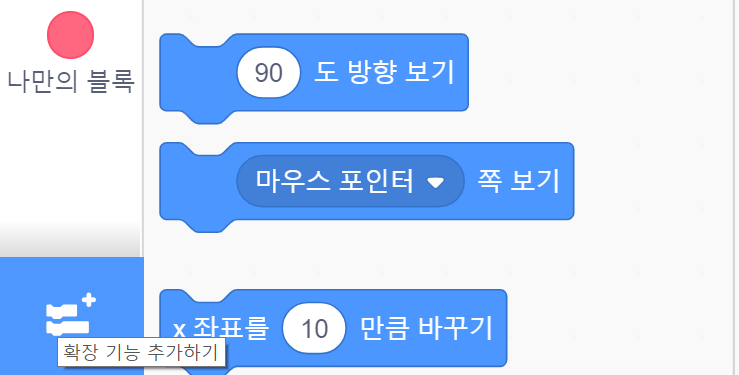 나만의 블록
90 도 방향 보기
마우스 포인터 쪽 보기
x 좌표를 10 만큼 바꾸기
확장 기능 추가하기